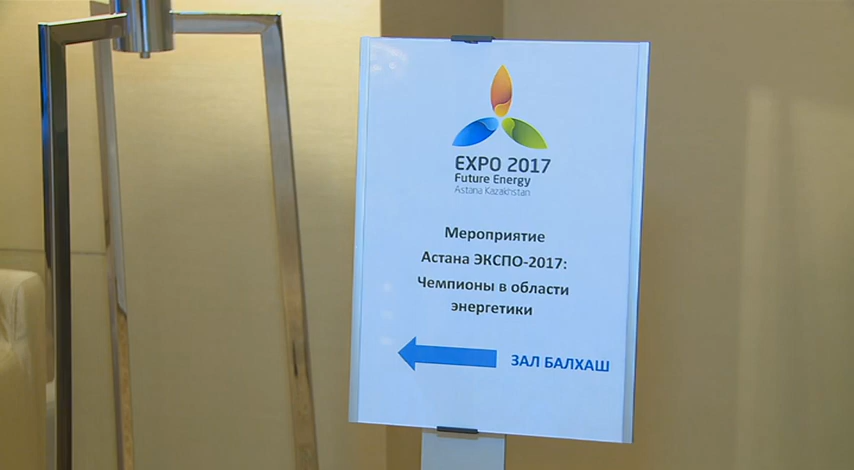 EXPO 2017
Future Energy
Astana Kazakhstan
Мероприятие
Астана ЭКСПО-2017:
Чемпионы в области
энергетики
ЗАЛ БАЛХАШ